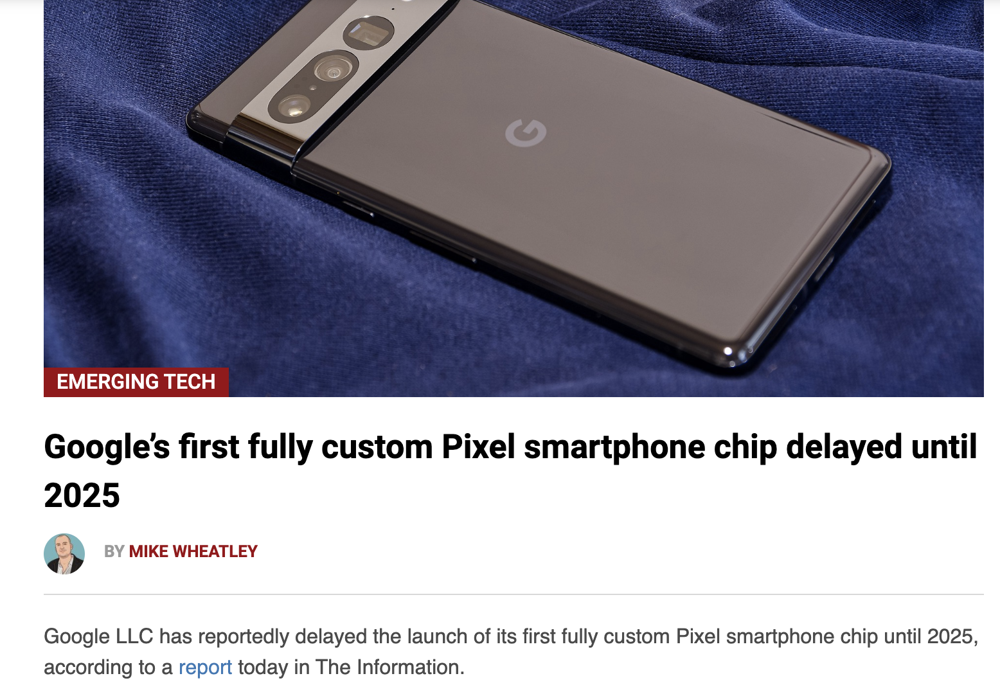 G
EMERGING TECH
Google’s first fully custom Pixel smartphone chip delayed until
2025
BY MIKE WHEATLEY
Google LLC has reportedly delayed the launch of its first fully custom Pixel smartphone chip until 2025,
according to a report today in The Information.